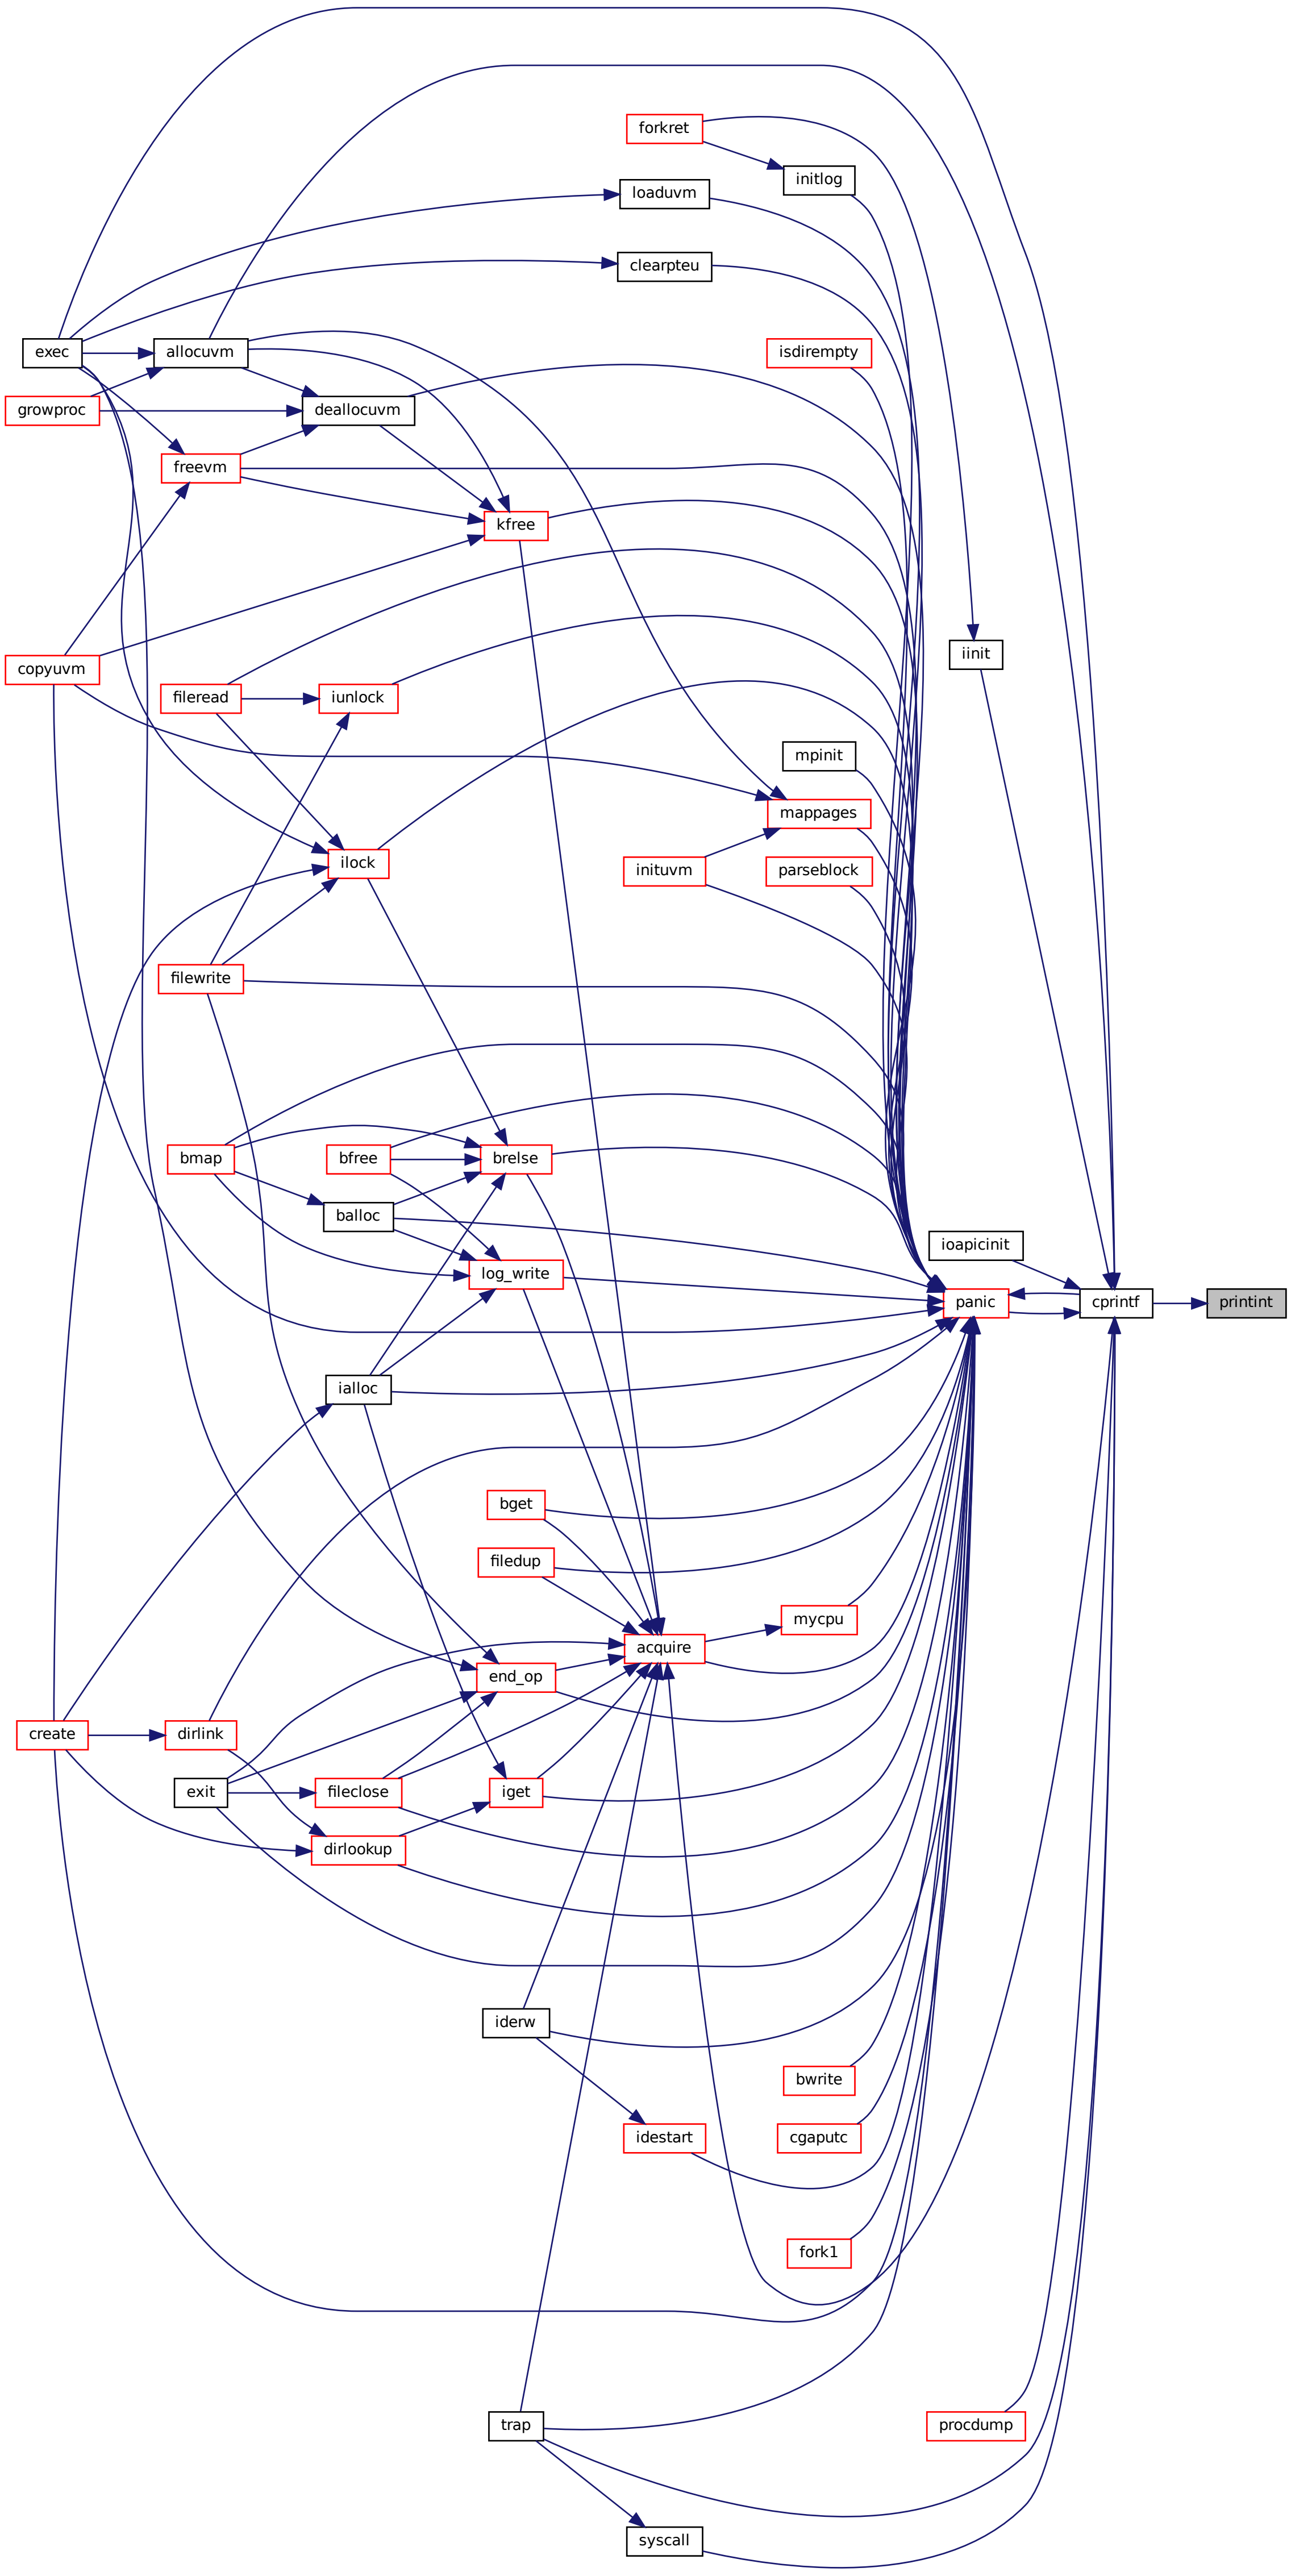 forkret
initlog
loaduvm
clearpteu
exec
allocuvm
isdirempty
growproc
deallocuvm
freevm
kfree
iinit
copyuvm
fileread
iunlock
mpinit
mappages
ilock
inituvm
parseblock
filewrite
bmap
bfree
brelse
balloc
ioapicinit
log_write
panic
cprintf
printint
ialloc
bget
filedup
mycpu
acquire
end_op
create
dirlink
exit
fileclose
iget
dirlookup
iderw
bwrite
idestart
cgaputc
fork1
trap
procdump
syscall